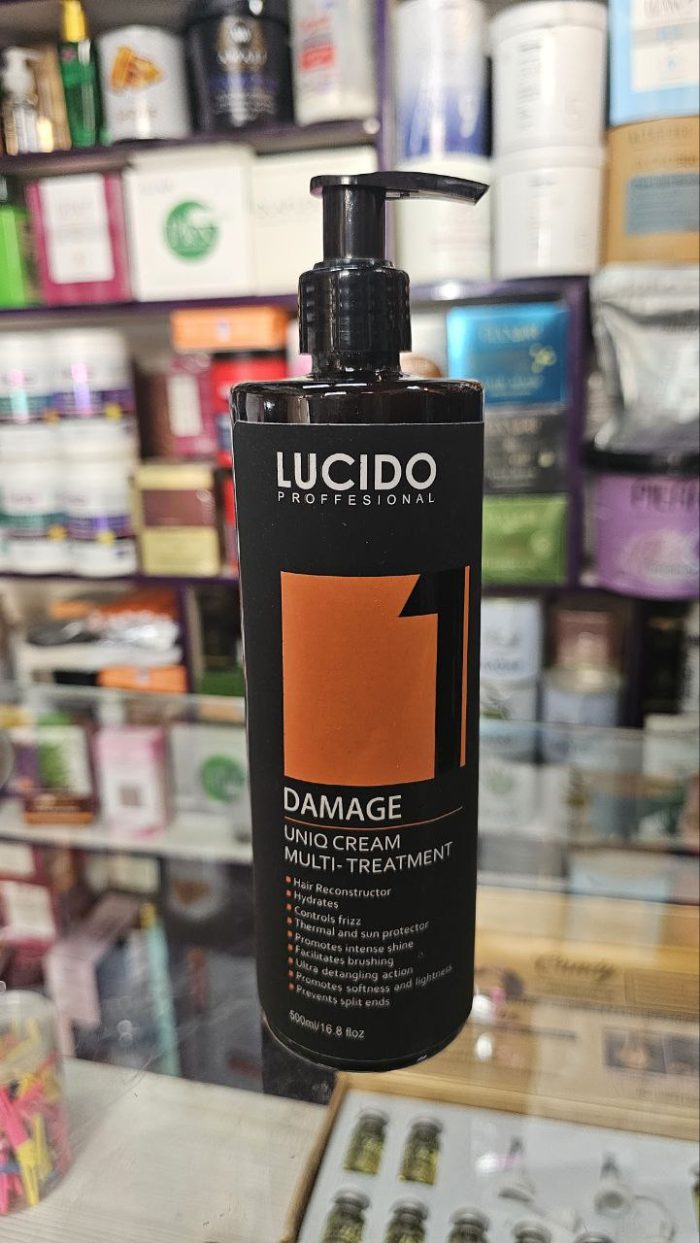 LUCIDO
PROFFESIONAL
1
DAMAGE
UNIQ CREAM
MULTI-TREATMENT
Hair Reconstructor
Hydrates
Controls frizz
Thermal and sun protector
Promotes intense shine
Facilitates brushing
Ultra detangling action
Promotes softness and lightness
Prevents split ends
500ml/16.8 floz